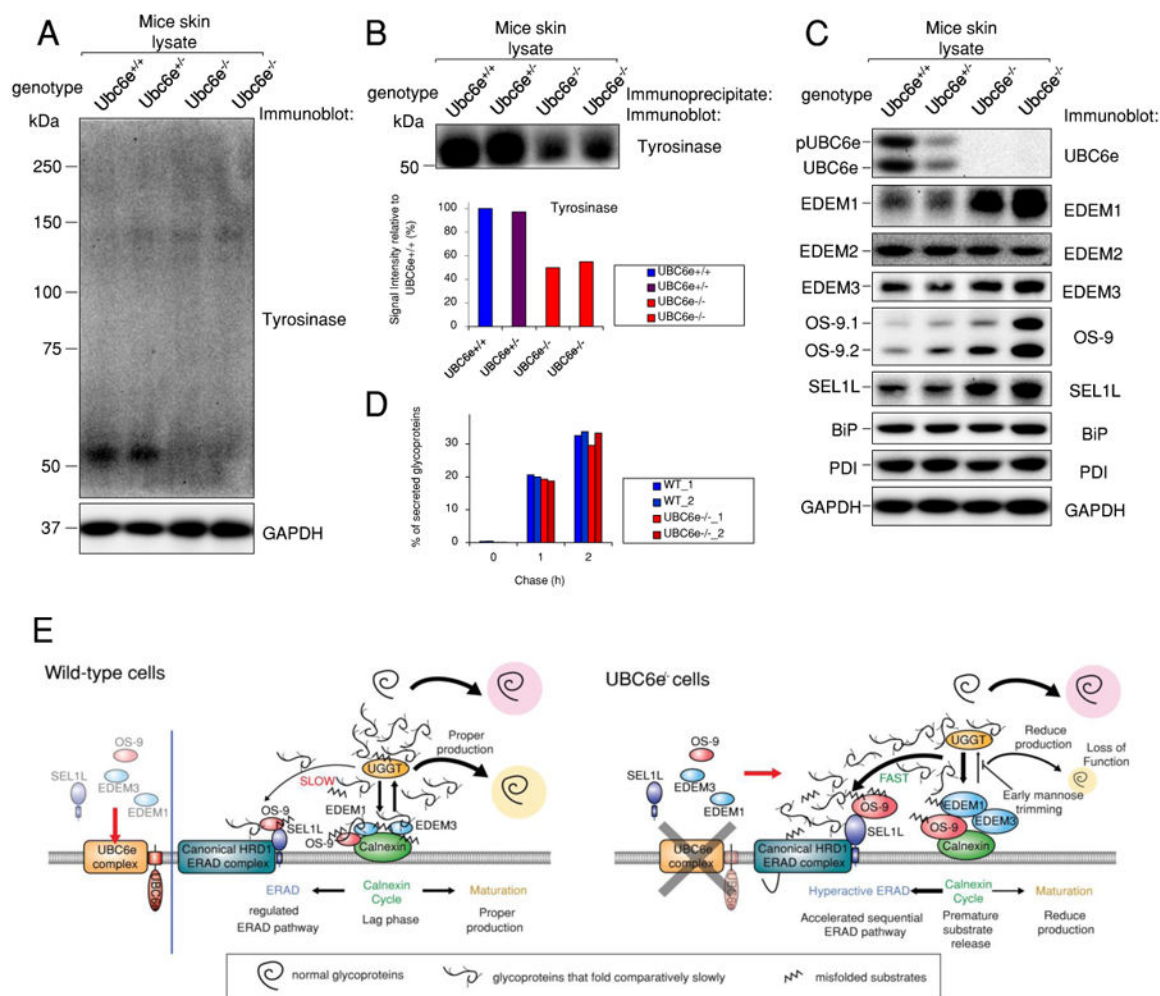 A
Mice skin
lysate
genotype
Ubc6e+/+
Ubc6e+/-
Ubc6e-/-
Ubc6e-/-
Immunoblot:
kDa
250
150
100
75
50
37
Tyrosinase
GAPDH
B
Mice skin
lysate
genotype
Ubc6e+/+
Ubc6e+/-
Ubc6e-/-
Ubc6e-/-
Immunoprecipitate:
Immunoblot:
kDa
50
Tyrosinase
Tyrosinase
Signal Intensity relative to
UBC6e+/+ (%)
100
80
60
40
20
0
UBC6e+/+
UBC6e+/-
UBC6e-/-
UBC6e-/-
UBC6e+/+
UBC6e+/-
UBC6e-/-
UBC6e-/-
C
Mice skin
lysate
genotype
Ubc6e+/+
Ubc6e+/-
Ubc6e-/-
Ubc6e-/-
Immunoblot:
pUBC6e
UBC6e
UBC6e
EDEM1
EDEM1
EDEM2
EDEM2
EDEM3
EDEM3
OS-9.1
OS-9.2
OS-9
SEL1L
SEL1L
BiP
BiP
PDI
PDI
GAPDH
GAPDH
D
% of secreted glycoproteins
30
20
10
0
0
1
2
Chase (h)
WT_1
WT_2
UBC6e-/-_1
UBC6e-/-_2
E
Wild-type cells
OS-9
SEL1L
EDEM3
EDEM1
UBC6e
complex
Canonical HRD1
ERAD complex
SLOW
UGGT
Proper
production
OS-9
SEL1L
EDEM1
EDEM3
OS-9
Calnexin
ERAD
Calnexin
Cycle
Maturation
regulated
ERAD pathway
Lag phase
Proper
production
UBC6e-/- cells
OS-9
SEL1L
EDEM3
EDEM1
UBC6e
complex
Canonical HRD1
ERAD complex
FAST
UGGT
Reduce
production
Loss of
Function
Early mannose
trimming
OS-9
SEL1L
EDEM1
OS-9
EDEM3
Calnexin
Hyperactive ERAD
Calnexin
Cycle
Maturation
Accelerated sequential
ERAD pathway
Premature
substrate
release
Reduce
production
normal glycoproteins
glycoproteins that fold comparatively slowly
misfolded substrates